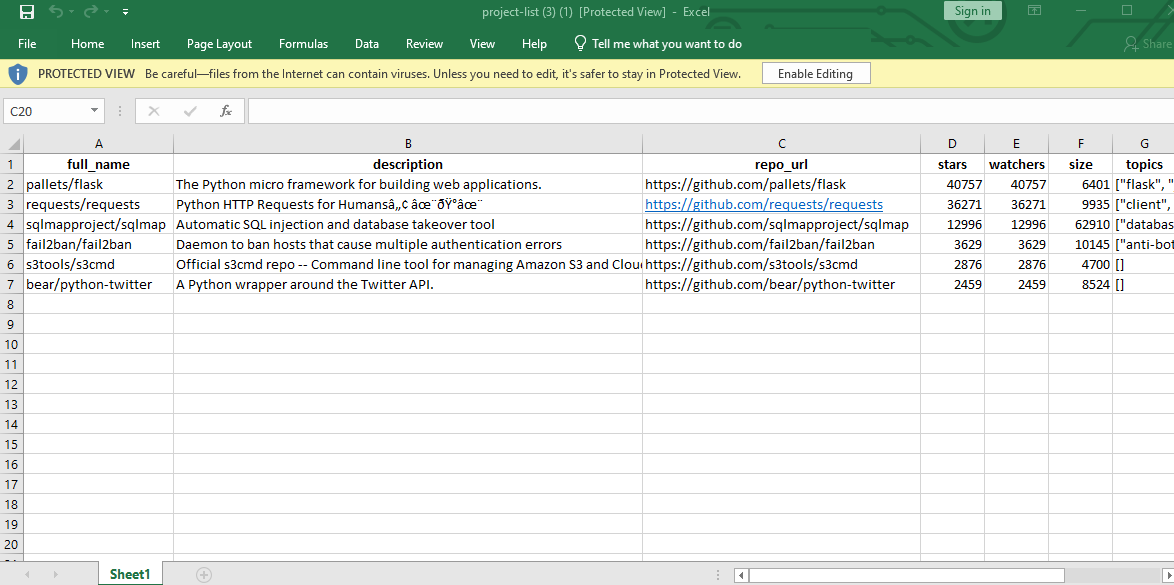 project-list (3) (1) [Protected View] - Excel Sign in
File Home Insert Page Layout Formulas Data Review View Help Tell me what you want to do Share
PROTECTED VIEW Be careful—files from the Internet can contain viruses. Unless you need to edit, it's safer to stay in Protected View. Enable Editing
C20 fx
A B C D E F G
1 full_name description repo_url stars watchers size topics
2 pallets/flask The Python micro framework for building web applications. https://github.com/pallets/flask 40757 40757 6401 ["flask", "
3 requests/requests Python HTTP Requests for Humansâ„¢ âœ¨ðŸ°âœ¨ https://github.com/requests/requests 36271 36271 9935 ["client",
4 sqlmapproject/sqlmap Automatic SQL injection and database takeover tool https://github.com/sqlmapproject/sqlmap 12996 12996 62910 ["databas
5 fail2ban/fail2ban Daemon to ban hosts that cause multiple authentication errors https://github.com/fail2ban/fail2ban 3629 3629 10145 ["anti-bot
6 s3tools/s3cmd Official s3cmd repo -- Command line tool for managing Amazon S3 and Clou https://github.com/s3tools/s3cmd 2876 2876 4700 []
7 bear/python-twitter A Python wrapper around the Twitter API. https://github.com/bear/python-twitter 2459 2459 8524 []
8
9
10
11
12
13
14
15
16
17
18
19
20
Sheet1